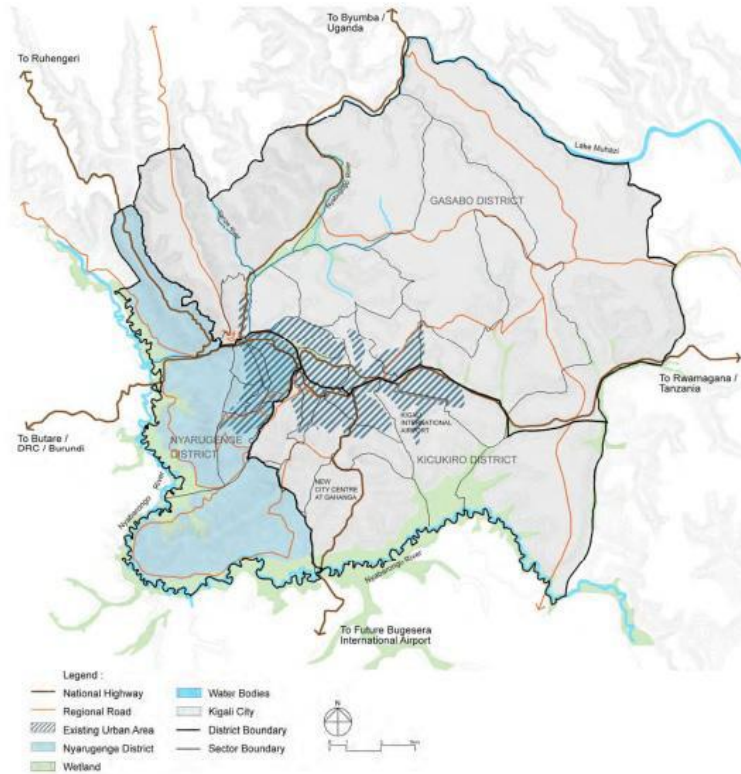 To Byumba /
Uganda
To Ruhengeri
Lake Muhazi
GASABO DISTRICT
To Rwamagana /
Tanzania
KIGALI
INTERNATIONAL
AIRPORT
To Butare /
DRC / Burundi
NYARUGENGE
DISTRICT
KICUKIRO DISTRICT
NEW
CITY CENTRE
AT GAHANGA
Nyabarongo River
Nyabarongo River
To Future Bugesera
International Airport
Legend :
National Highway
Regional Road
Existing Urban Area
Nyarugenge District
Wetland
Water Bodies
Kigali City
District Boundary
Sector Boundary
N